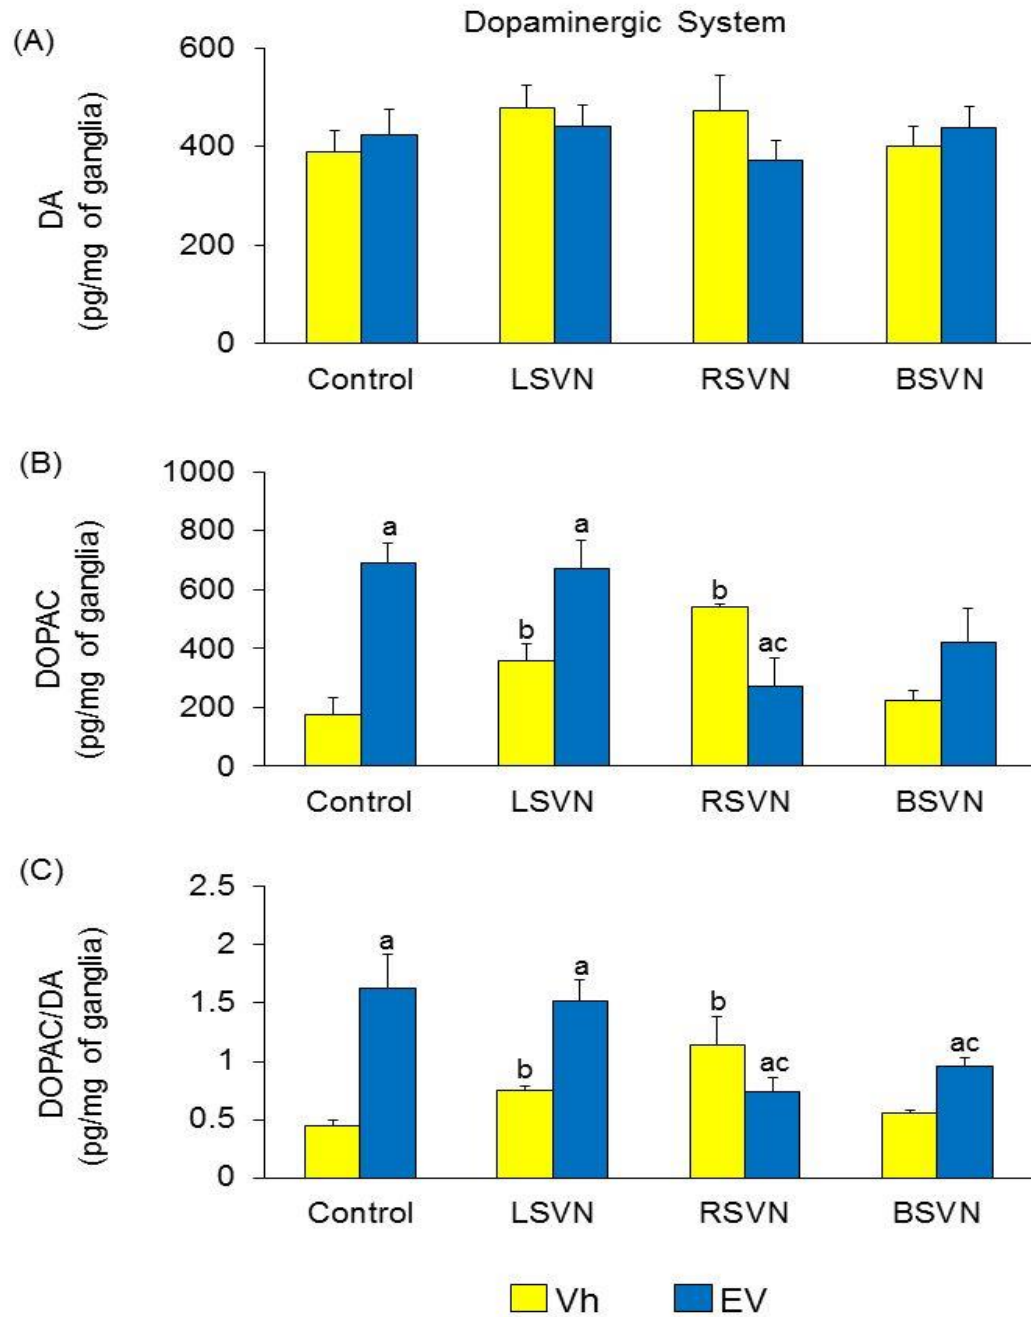 Dopaminergic System
(A)
DA
(pg/mg of ganglia)
600
400
200
0
Control LSVN RSVN BSVN
(B)
DOPAC
(pg/mg of ganglia)
1000
800
600
400
200
0
a a
b b
ac
Control LSVN RSVN BSVN
(C)
DOPAC/DA
(pg/mg of ganglia)
2.5
2
1.5
1
0.5
0
a a
b b
ac ac
Control LSVN RSVN BSVN
Vh EV